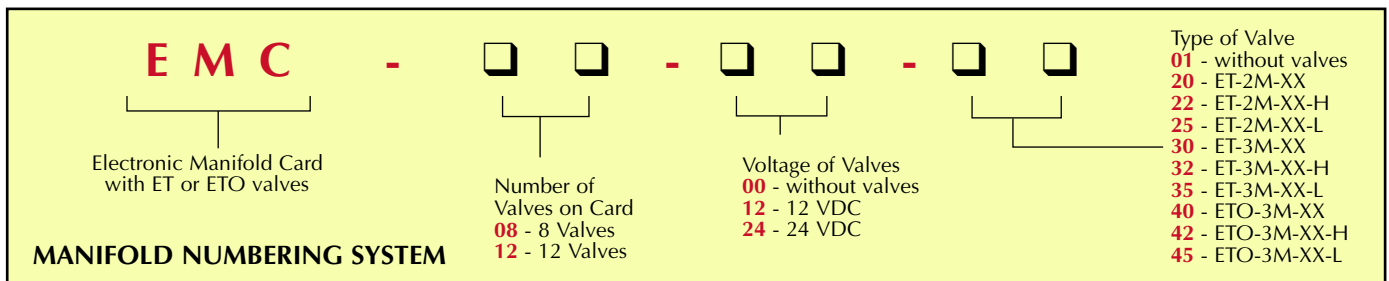 EMC - ❑ ❑ - ❑ ❑ - ❑ ❑
Electronic Manifold Card
with ET or ETO valves
Number of
Valves on Card
08 - 8 Valves
12 - 12 Valves
Voltage of Valves
00 - without valves
12 - 12 VDC
24 - 24 VDC
Type of Valve
01 - without valves
20 - ET-2M-XX
22 - ET-2M-XX-H
25 - ET-2M-XX-L
30 - ET-3M-XX
32 - ET-3M-XX-H
35 - ET-3M-XX-L
40 - ETO-3M-XX
42 - ETO-3M-XX-H
45 - ETO-3M-XX-L
MANIFOLD NUMBERING SYSTEM